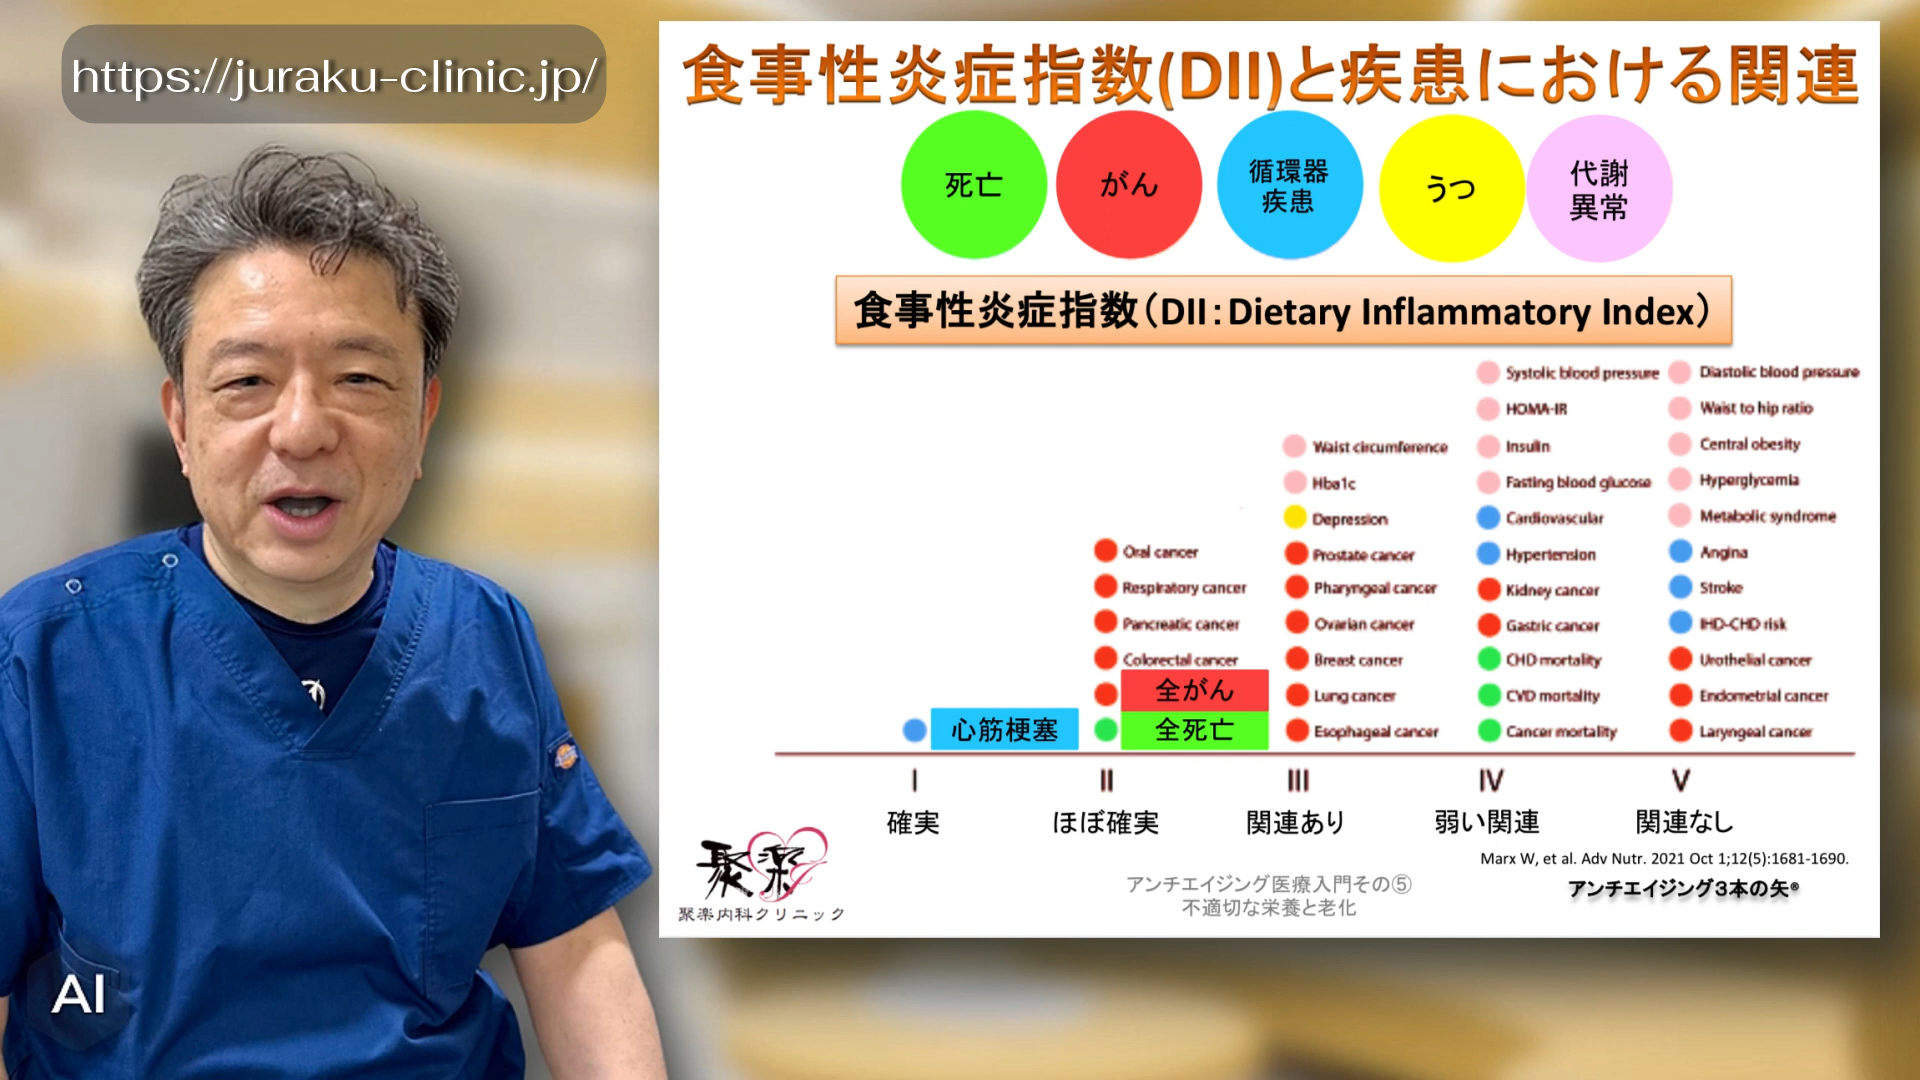 https://juraku-clinic.jp/
食事性炎症指数(DII)と疾患における関連
死亡
がん
循環器
疾患
うつ
代謝
異常
食事性炎症指数（DII：Dietary Inflammatory Index）
心筋梗塞
Oral cancer
Respiratory cancer
Pancreatic cancer
Colorectal cancer
全がん
全死亡
Waist circumference
Hba1c
Depression
Prostate cancer
Pharyngeal cancer
Ovarian cancer
Breast cancer
Lung cancer
Esophageal cancer
Systolic blood pressure
HOMA-IR
Insulin
Fasting blood glucose
Cardiovascular
Hypertension
Kidney cancer
Gastric cancer
CHD mortality
CVD mortality
Cancer mortality
Diastolic blood pressure
Waist to hip ratio
Central obesity
Hyperglycemia
Metabolic syndrome
Angina
Stroke
IHD-CHD risk
Urothelial cancer
Endometrial cancer
Laryngeal cancer
I II III IV V
確実 ほぼ確実 関連あり 弱い関連 関連なし
Marx W, et al. Adv Nutr. 2021 Oct 1;12(5):1681-1690.
アンチエイジング3本の矢®
アンチエイジング医療入門その⑤
不適切な栄養と老化
聚楽
聚楽内科クリニック
AI